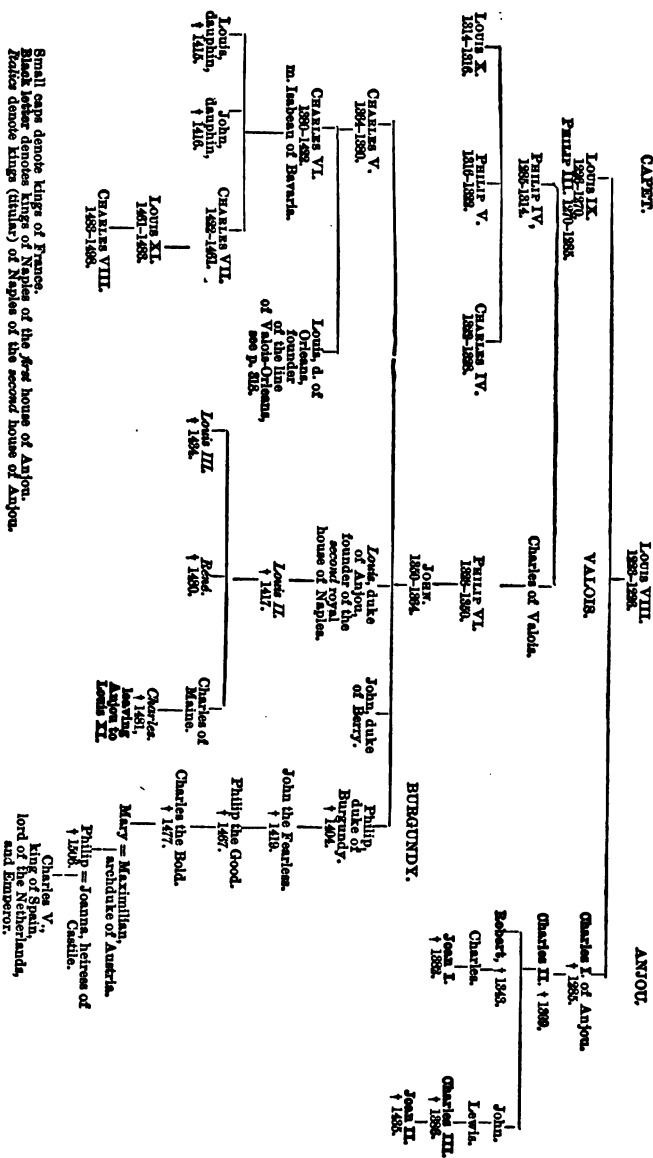 CAPET.
VALOIS.
BURGUNDY.
ANJOU.
LOUIS VIII.
1223-1226.
LOUIS IX.
1226-1270.
PHILIP III. 1270-1285.
PHILIP IV.,
1285-1314.
LOUIS X.
1314-1316.
PHILIP V.
1316-1322.
CHARLES IV.
1322-1328.
Charles of Valois.
PHILIP VI.
1328-1350.
JOHN.
1350-1364.
CHARLES V.
1364-1380.
Louis, duke
of Anjou,
founder of the
second royal
house of Naples.
John, duke
of Berry.
Philip,
duke of
Burgundy.
† 1404.
CHARLES VI.
1380-1422.
m. Isabeau of Bavaria.
Louis, d. of
Orleans,
founder
of the line
of Valois-Orleans,
see p. 318.
Louis,
dauphin,
† 1415.
John,
dauphin,
† 1416.
CHARLES VII.
1422-1461.
LOUIS XI.
1461-1483.
CHARLES VIII.
1483-1498.
Louis II.
† 1417.
Louis III.
† 1434.
René.
† 1480.
Charles of
Maine.
Charles.
† 1481,
leaving
Anjou to
Louis XI.
John the Fearless.
† 1419.
Philip the Good.
† 1467.
Charles the Bold.
† 1477.
Mary = Maximilian,
archduke of Austria.
Philip = Joanna, heiress of
† 1506. Castile.
Charles V.,
king of Spain,
lord of the Netherlands,
and Emperor.
Charles I. of Anjou.
† 1285.
Charles II. † 1309.
Robert, † 1343.
Charles.
Joan I.
† 1382.
John.
Lewis.
Charles III.
† 1386.
Joan II.
† 1435.
Small caps denote kings of France.
Black letter denotes kings of Naples of the first house of Anjou.
Italics denote kings (titular) of Naples of the second house of Anjou.